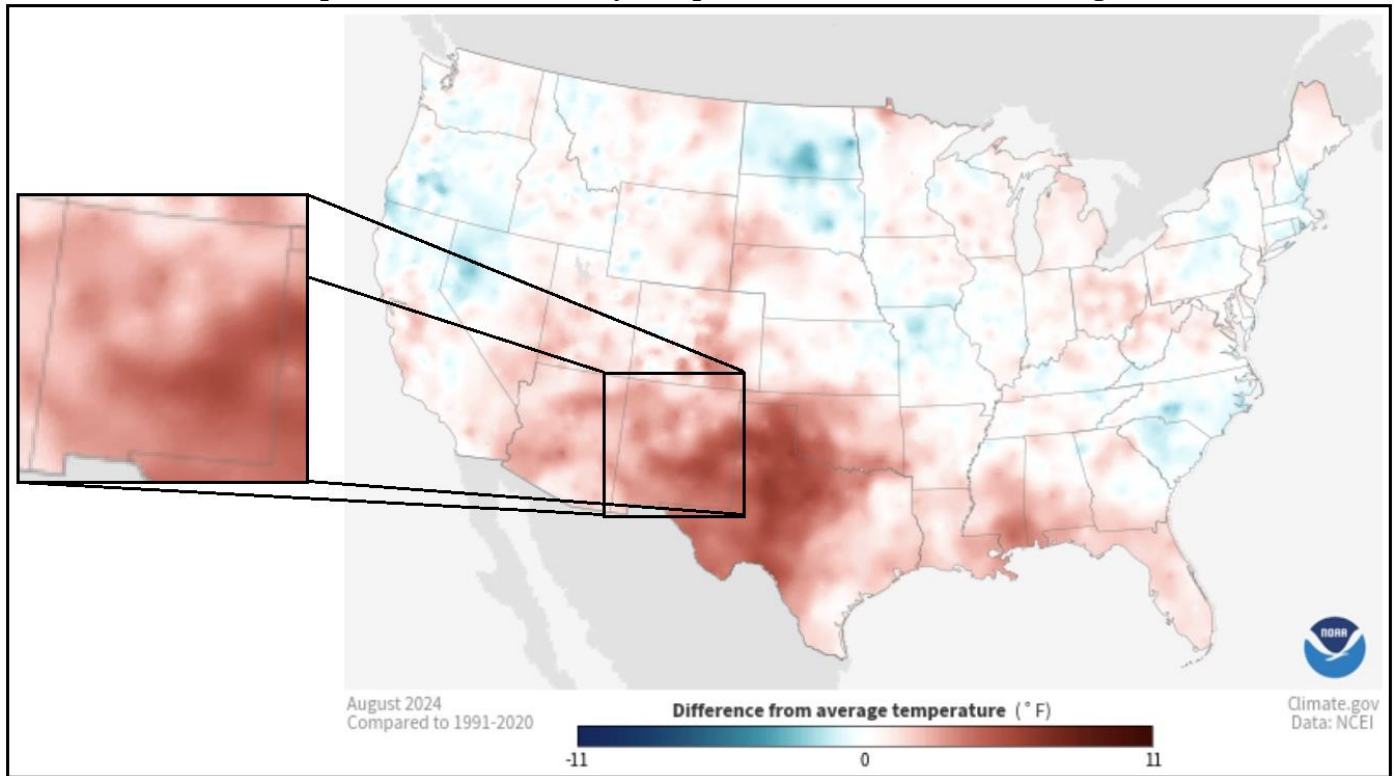 NOAA
August 2024
Compared to 1991-2020
Difference from average temperature (°F)
-11 0 11
Climate.gov
Data: NCEI